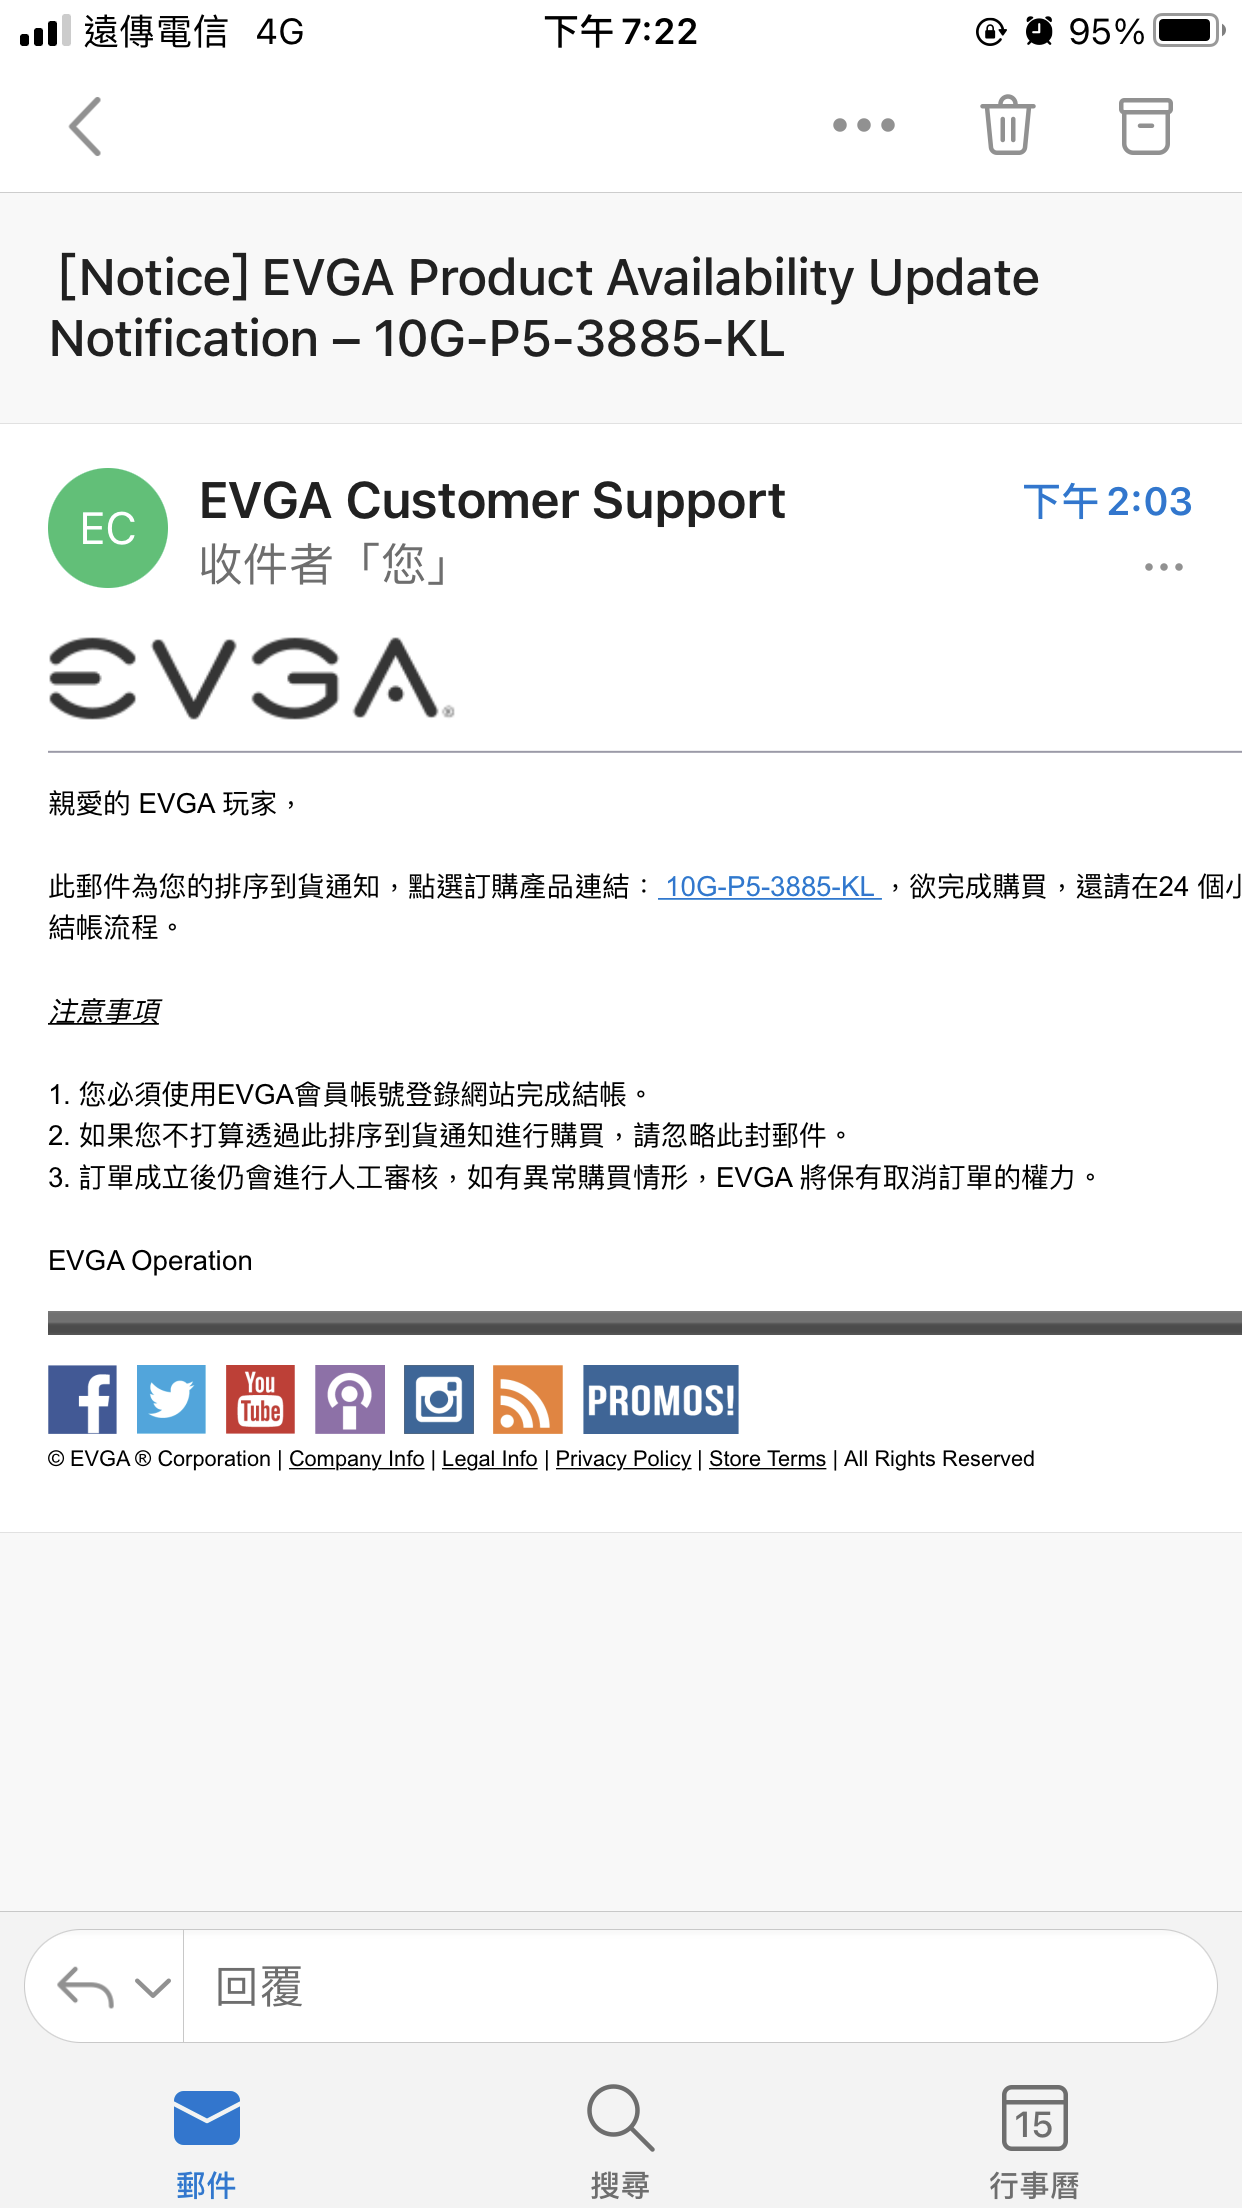 遠傳電信 4G 下午 7:22 95%
[Notice] EVGA Product Availability Update
Notification – 10G-P5-3885-KL
EC
EVGA Customer Support
下午 2:03
收件者「您」
EVGA®
親愛的 EVGA 玩家，
此郵件為您的排序到貨通知，點選訂購產品連結： 10G-P5-3885-KL ，欲完成購買，還請在24 個小
結帳流程。
注意事項
1. 您必須使用EVGA會員帳號登錄網站完成結帳。
2. 如果您不打算透過此排序到貨通知進行購買，請忽略此封郵件。
3. 訂單成立後仍會進行人工審核，如有異常購買情形，EVGA 將保有取消訂單的權力。
EVGA Operation
You
Tube
PROMOS!
© EVGA ® Corporation | Company Info | Legal Info | Privacy Policy | Store Terms | All Rights Reserved
回覆
15
郵件 搜尋 行事曆